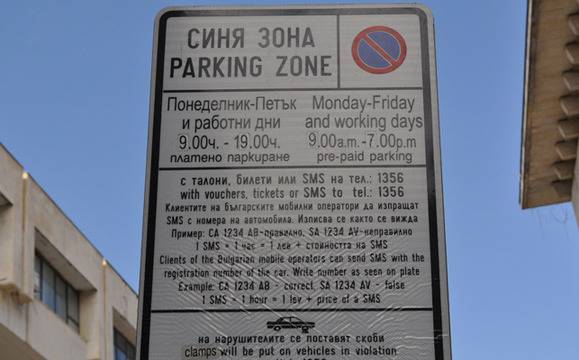 СИНЯ ЗОНА
PARKING ZONE
Понеделник-Петък
и работни дни
9.00ч. - 19.00ч.
платено паркиране
Monday-Friday
and working days
9.00a.m.-7.00p.m
pre-paid parking
с талони, билети или SMS на тел.: 1356
with vouchers, tickets or SMS to tel.: 1356
Клиентите на българските мобилни оператори да изпращат
SMS с номера на автомобила. Изписва се както се вижда
Пример: СА 1234 АВ-правилно, SA 1234 AV-неправилно
1 SMS = 1 час = 1 лев + стойността на SMS
Clients of the Bulgarian mobile operators can send SMS with the
registration number of the car. Write number as seen on plate
Example: CA 1234 AB - correct, SA 1234 AV - false
1 SMS = 1 hour = 1 lev + price of a SMS
на нарушителите се поставят скоби
clamps will be put on vehicles in violation